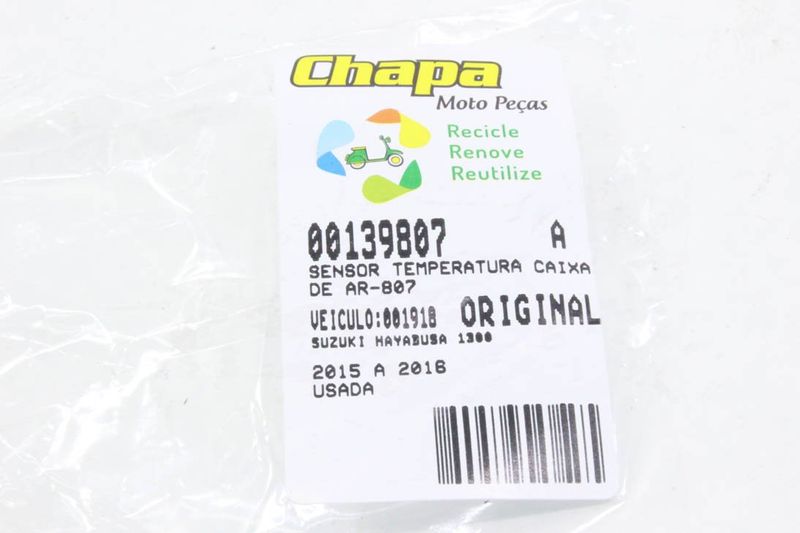 Chapa
Moto Peças
Recicle
Renove
Reutilize
00139807 A
SENSOR TEMPERATURA CAIXA
DE AR-807
VEICULO:001918 ORIGINAL
SUZUKI HAYABUSA 1300
2015 A 2016
USADA